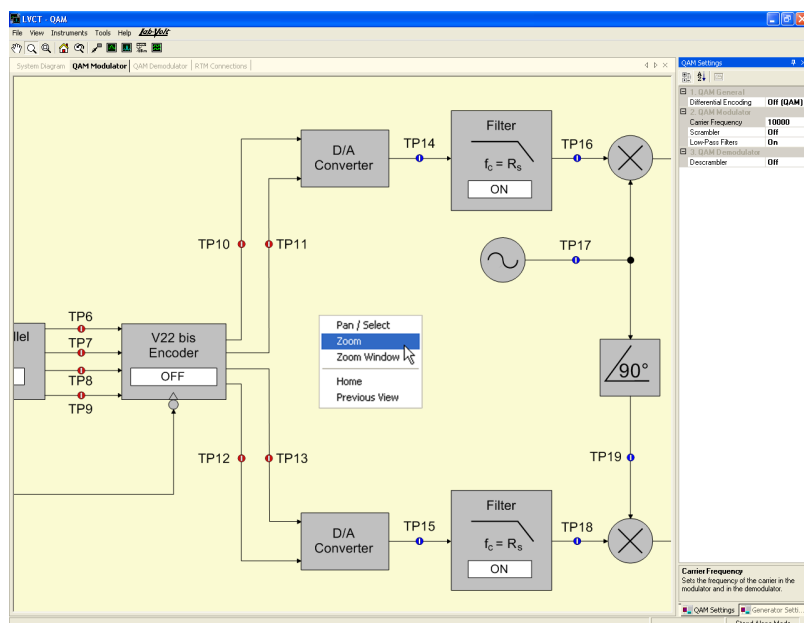 LVCT - QAM
File View Instruments Tools Help Lab-Volt
System Diagram QAM Modulator QAM Demodulator RTM Connections
QAM Settings
1. QAM General
Differential Encoding Off (QAM)
2. QAM Modulator
Carrier Frequency 10000
Scrambler Off
Low-Pass Filters On
3. QAM Demodulator
Descrambler Off
Filter
D/A
Converter
TP14
TP16
fc = Rs
ON
TP10
TP11
TP17
TP6
TP7
TP8
TP9
llel
V22 bis
Encoder
OFF
Pan / Select
Zoom
Zoom Window
Home
Previous View
90°
TP12
TP13
TP19
Filter
D/A
Converter
TP15
TP18
fc = Rs
ON
Carrier Frequency
Sets the frequency of the carrier in the
modulator and in the demodulator.
QAM Settings Generator Setti...